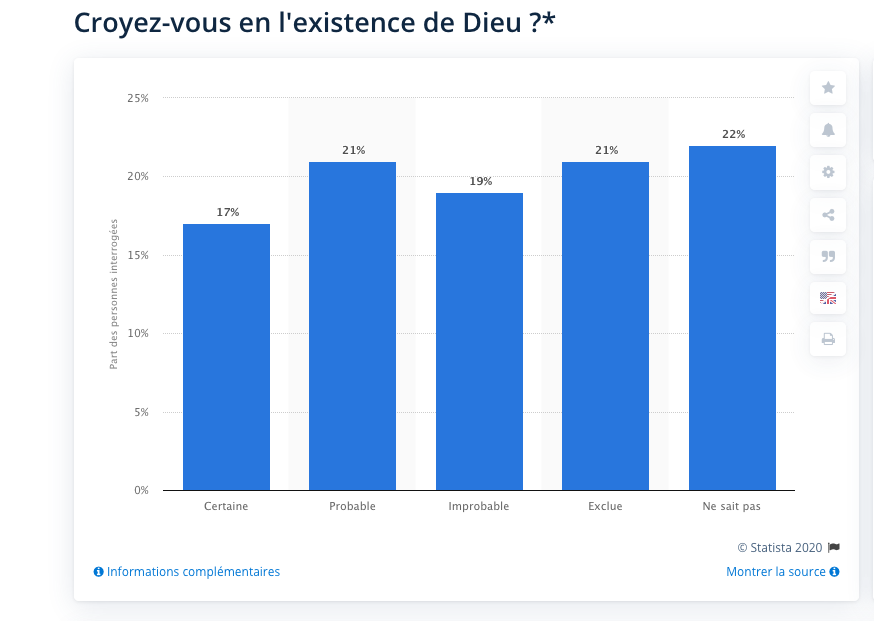 Croyez-vous en l'existence de Dieu ?*
25%
20%
15%
10%
5%
0%
Part des personnes interrogées
17%
21%
19%
21%
22%
Certaine
Probable
Improbable
Exclue
Ne sait pas
© Statista 2020
Informations complémentaires
Montrer la source